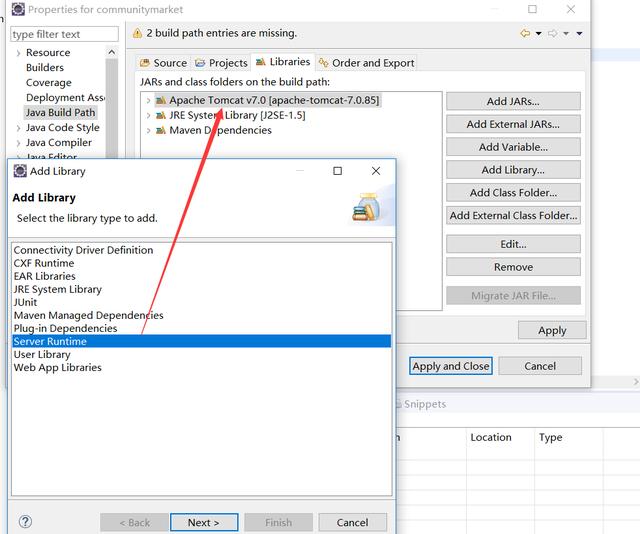 Properties for communitymarket
type filter text
2 build path entries are missing.
Resource
Builders
Coverage
Deployment Asse
Java Build Path
Java Code Style
Java Compiler
Java Editor
Source
Projects
Libraries
Order and Export
JARs and class folders on the build path:
Apache Tomcat v7.0 [apache-tomcat-7.0.85]
JRE System Library [J2SE-1.5]
Maven Dependencies
Add JARs...
Add External JARs...
Add Variable...
Add Library...
Add Class Folder...
Add External Class Folder...
Edit...
Remove
Migrate JAR File...
Apply
Apply and Close
Cancel
Add Library
Add Library
Select the library type to add.
Connectivity Driver Definition
CXF Runtime
EAR Libraries
JRE System Library
JUnit
Maven Managed Dependencies
Plug-in Dependencies
Server Runtime
User Library
Web App Libraries
< Back
Next >
Finish
Cancel
Snippets
Location
Type